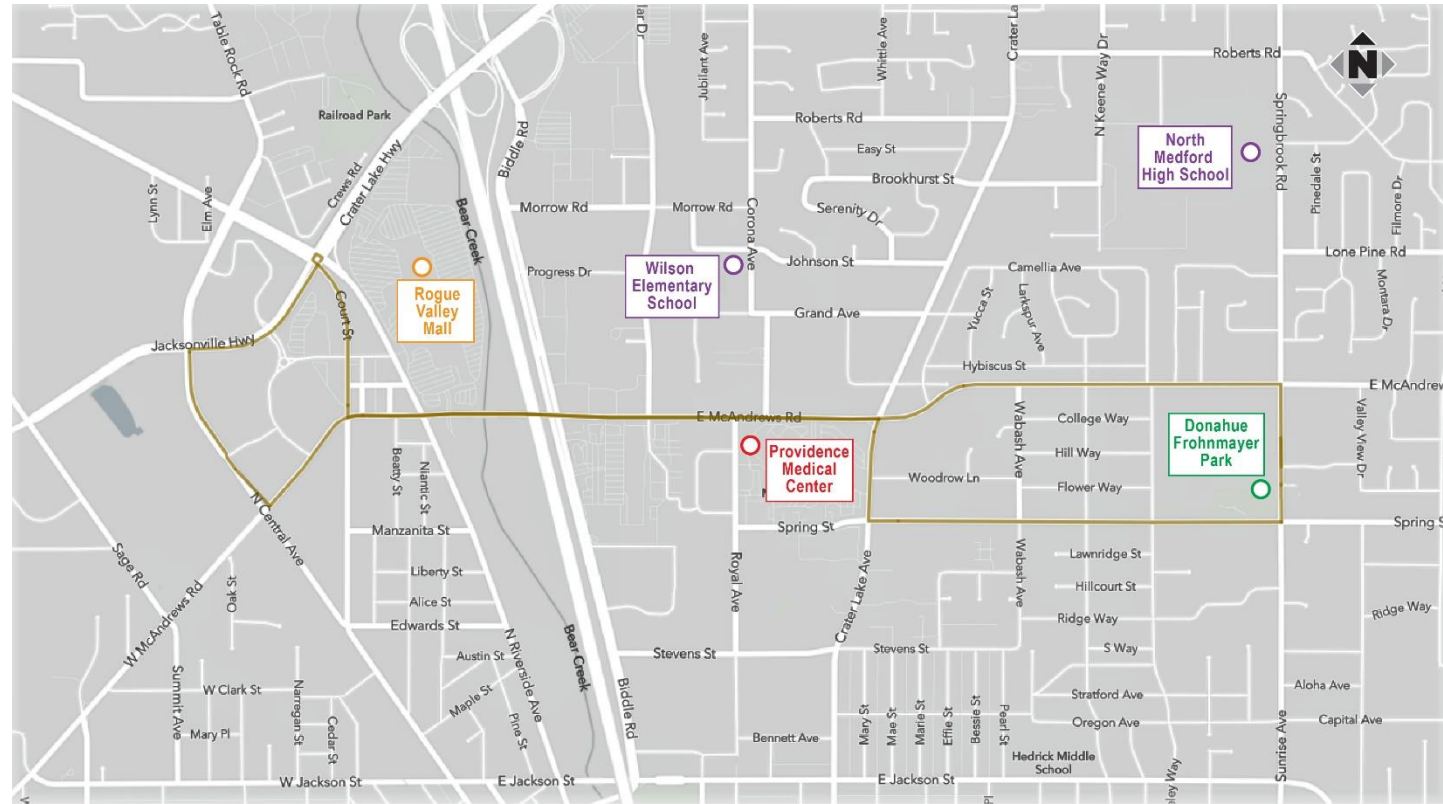 Table Rock Rd
Railroad Park
Crews Rd
Crater Lake Hwy
Lynn St
Elm Ave
Biddle Rd
Bear Creek
lar Dr
Jubilant Ave
Whittle Ave
Crater La
N Keene Way Dr
Roberts Rd
N
Roberts Rd
Easy St
Brookhurst St
North
Medford
High School
Springbrook Rd
Pinedale St
Filmore Dr
Morrow Rd
Morrow Rd
Corona Ave
Serenity Dr
Lone Pine Rd
Progress Dr
Wilson
Elementary
School
Johnson St
Camellia Ave
Montara Dr
Rogue
Valley
Mall
Court St
Grand Ave
Yucca St
Larkspur Ave
Jacksonville Hwy
Hybiscus St
E McAndrews Rd
E McAndrew
Wabash Ave
College Way
Hill Way
Flower Way
Woodrow Ln
Donahue
Frohnmayer
Park
Valley View Dr
Providence
Medical
Center
Beatty St
Niantic St
N Central Ave
Manzanita St
Spring St
Spring S
Sage Rd
Oak St
Liberty St
Alice St
Edwards St
Royal Ave
Crater Lake Ave
Wabash Ave
Lawnridge St
Hillcourt St
Ridge Way
Ridge Way
W McAndrews Rd
Austin St
Maple St
Pine St
N Riverside Ave
Bear Creek
Biddle Rd
Stevens St
Stevens St
S Way
Summit Ave
W Clark St
Mary Pl
Narregan St
Cedar St
Stratford Ave
Oregon Ave
Aloha Ave
Capital Ave
Bennett Ave
Mary St
Mae St
Marie St
Effie St
Bessie St
Pearl St
Hedrick Middle
School
Sunrise Ave
W Jackson St
E Jackson St
E Jackson St
ley Way
Pl